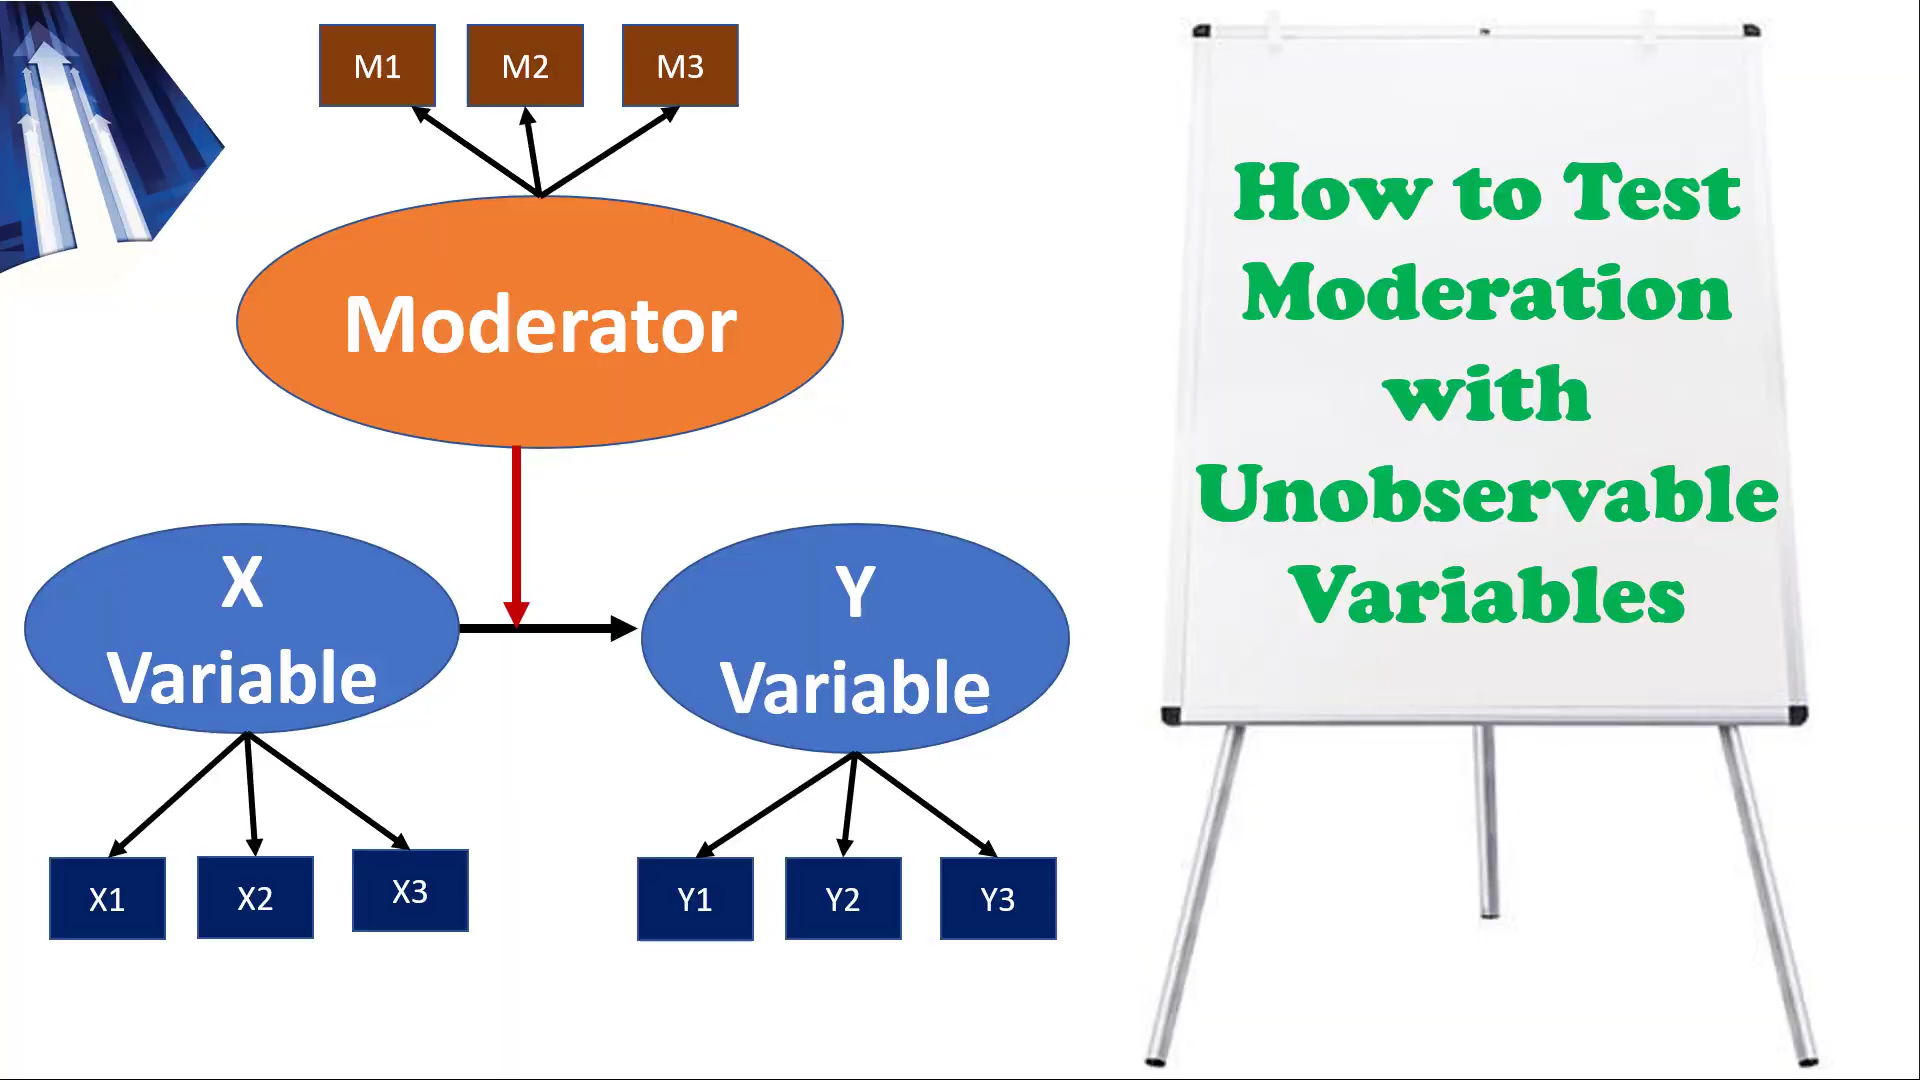 M1
M2
M3
Moderator
X
Variable
Y
Variable
X1
X2
X3
Y1
Y2
Y3
How to Test
Moderation
with
Unobservable
Variables